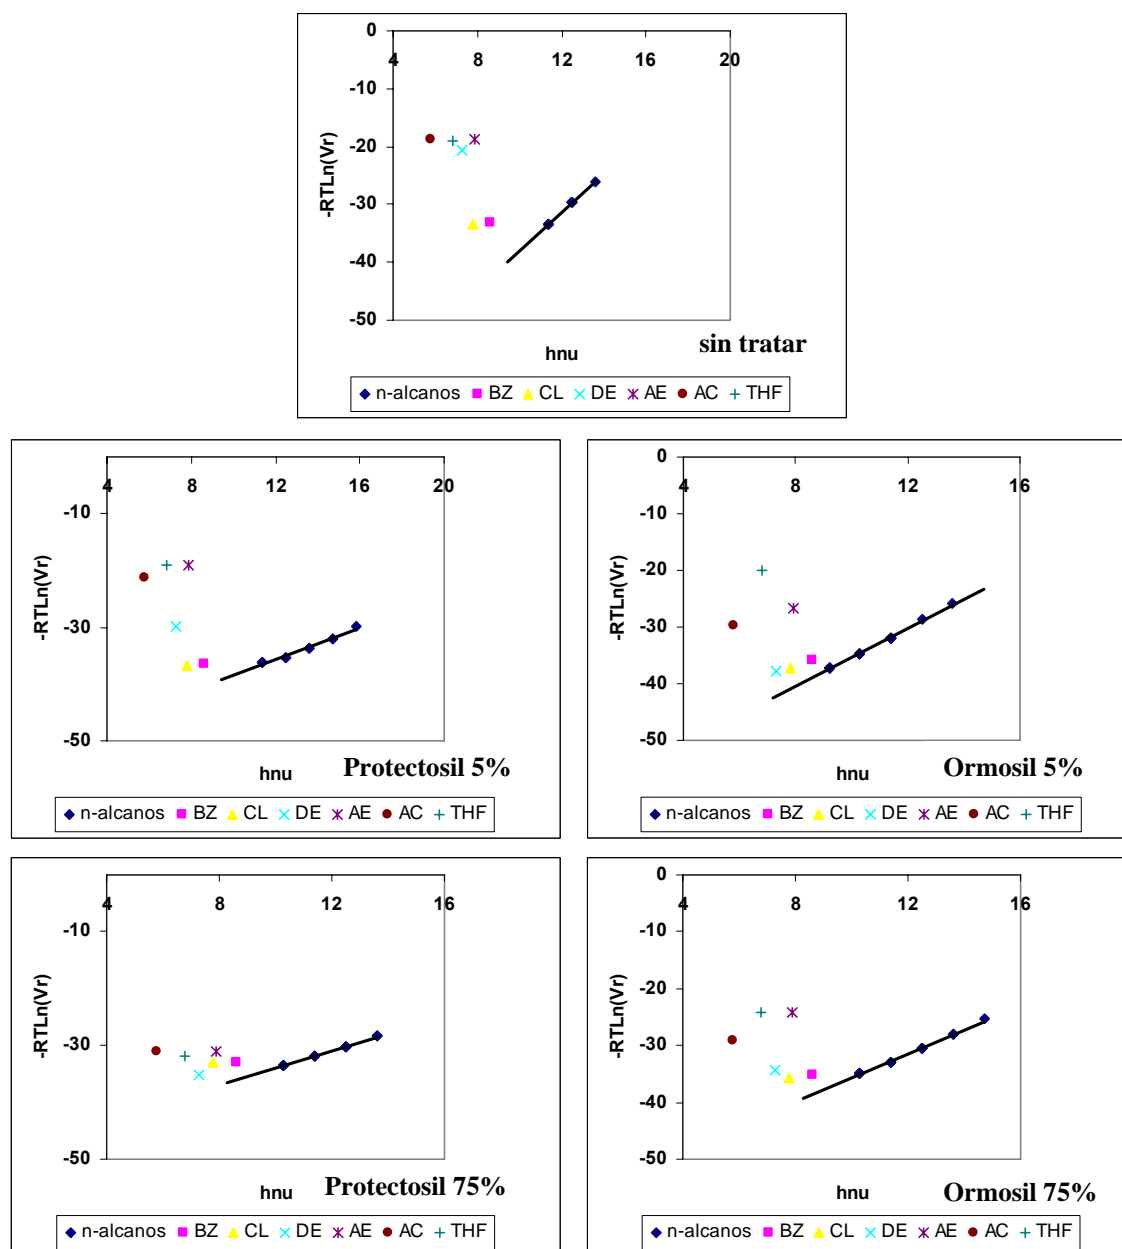 0
4 8 12 16 20
-10
-20
-30
-40
-50
-RTLn(Vr)
hnu
sin tratar
n-alcanos BZ CL DE AE AC THF
4 8 12 16 20
-10
-30
-50
-RTLn(Vr)
hnu
Protectosil 5%
n-alcanos BZ CL DE AE AC THF
0
4 8 12 16
-10
-20
-30
-40
-50
-RTLn(Vr)
hnu
Ormosil 5%
n-alcanos BZ CL DE AE AC THF
4 8 12 16
-10
-30
-50
-RTLn(Vr)
hnu
Protectosil 75%
n-alcanos BZ CL DE AE AC THF
0
4 8 12 16
-10
-20
-30
-40
-50
-RTLn(Vr)
hnu
Ormosil 75%
n-alcanos BZ CL DE AE AC THF